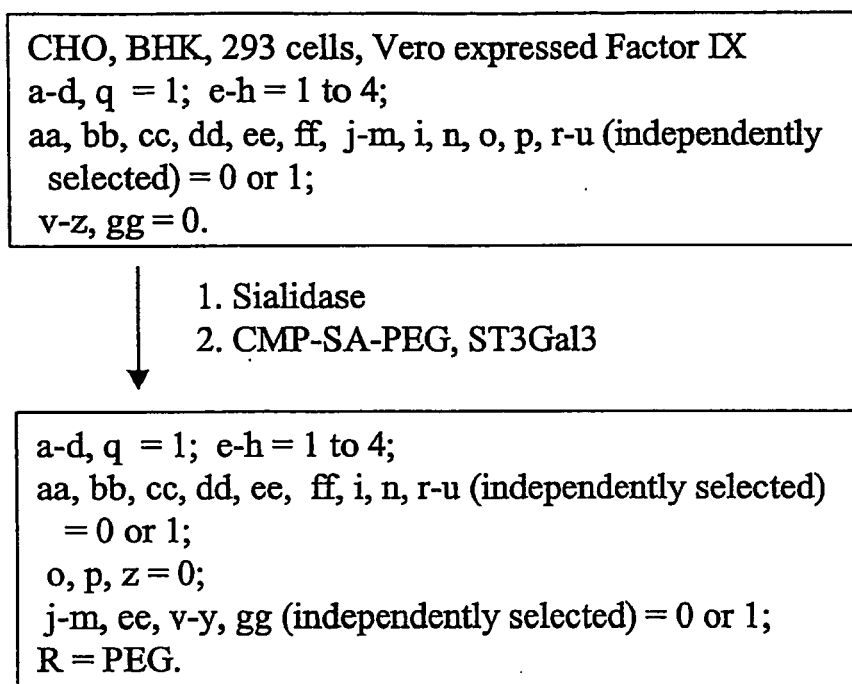 CHO, BHK, 293 cells, Vero expressed Factor IX
a-d, q = 1; e-h = 1 to 4;
aa, bb, cc, dd, ee, ff, j-m, i, n, o, p, r-u (independently
selected) = 0 or 1;
v-z, gg = 0.
1. Sialidase
2. CMP-SA-PEG, ST3Gal3
a-d, q = 1; e-h = 1 to 4;
aa, bb, cc, dd, ee, ff, i, n, r-u (independently selected)
= 0 or 1;
o, p, z = 0;
j-m, ee, v-y, gg (independently selected) = 0 or 1;
R = PEG.